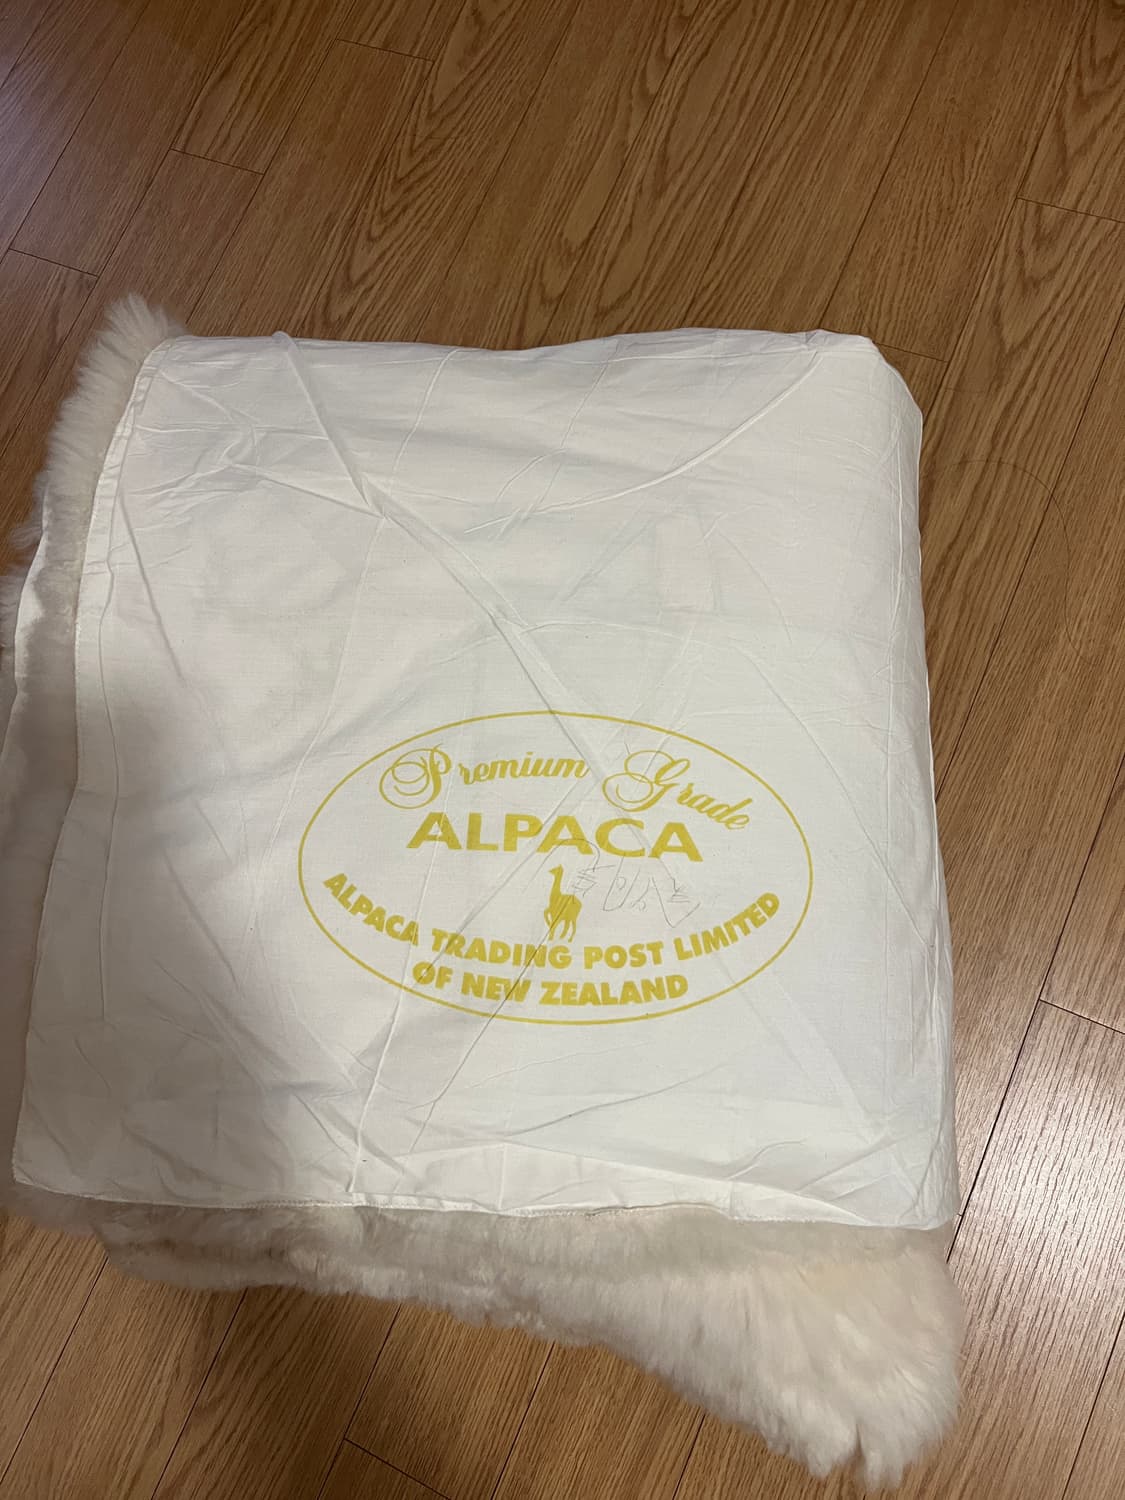 Premium Grade
ALPACA
ALPACA TRADING POST LIMITED
OF NEW ZEALAND